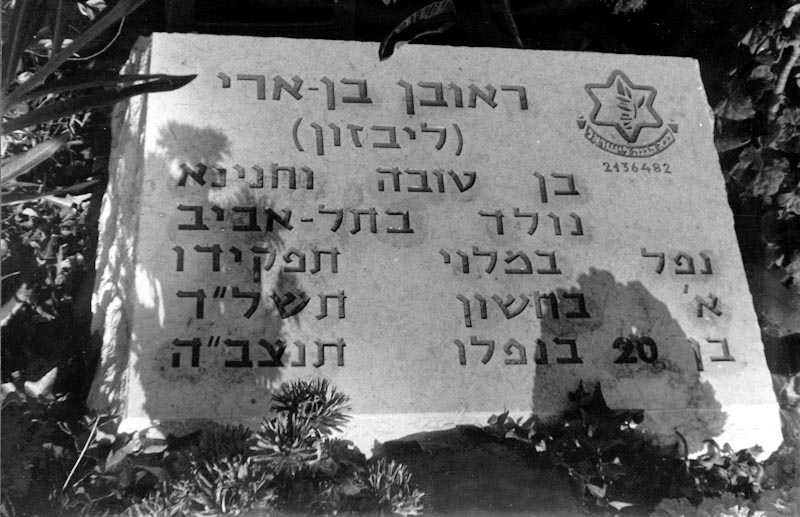 ראובן בן-ארי
(ליבזון)
2136482
בן טובה וחנינא
נולד בתל-אביב
נפל במלוי תפקידו
א' בחשון תשל"ד
בן 20 בנפלו
תנצב"ה